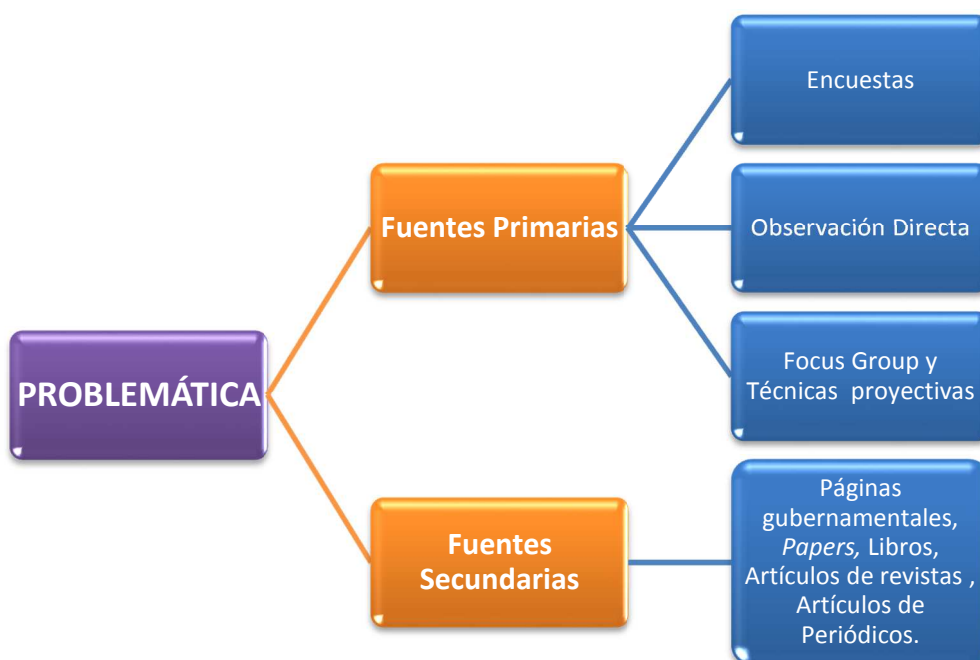 PROBLEMÁTICA
Fuentes Primarias
Encuestas
Observación Directa
Focus Group y
Técnicas proyectivas
Fuentes
Secundarias
Páginas
gubernamentales,
Papers, Libros,
Artículos de revistas ,
Artículos de
Periódicos.